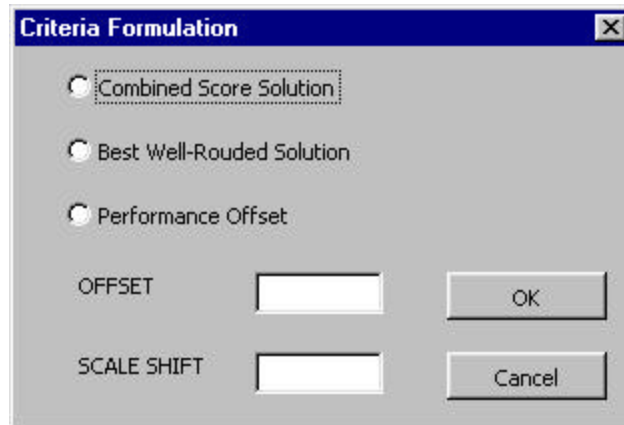 Criteria Formulation
Combined Score Solution
Best Well-Rouded Solution
Performance Offset
OFFSET
OK
SCALE SHIFT
Cancel